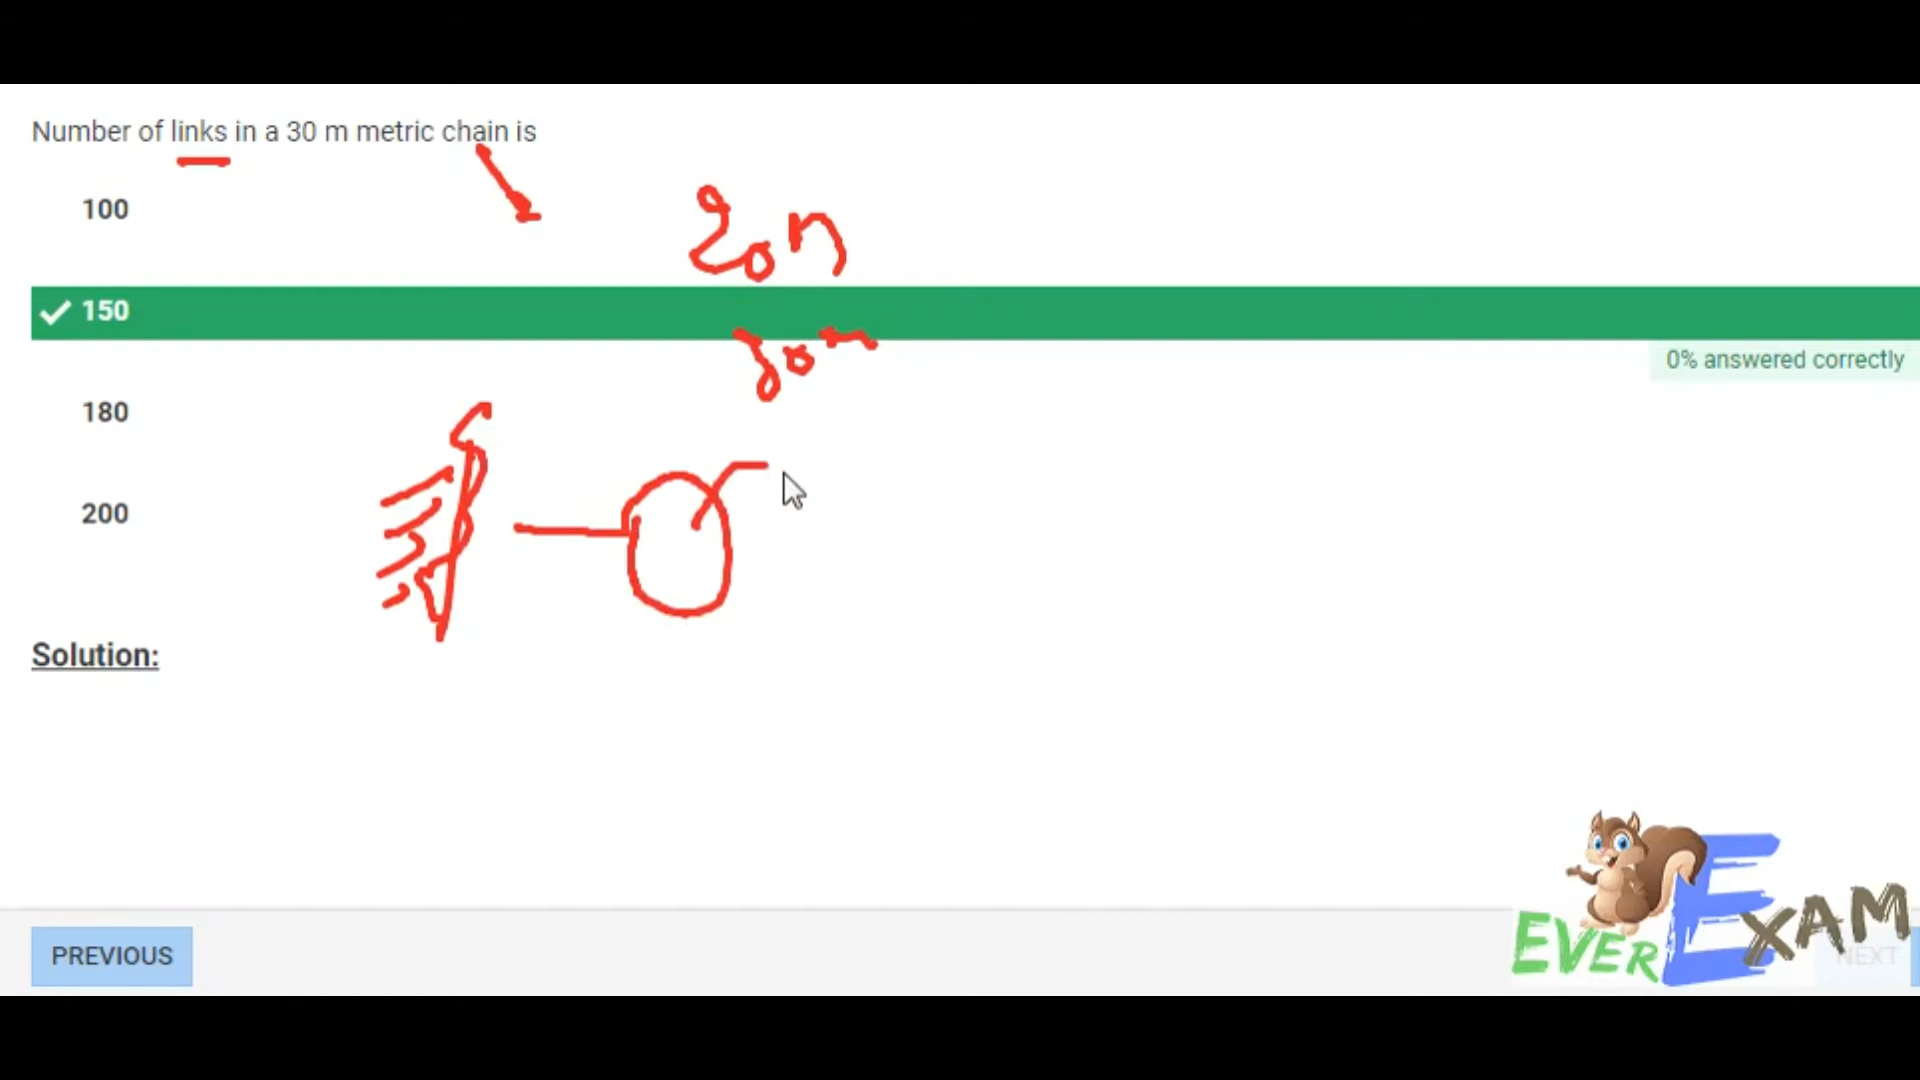 Number of links in a 30 m metric chain is
100
20m
150
30m
0% answered correctly
180
200
Solution:
PREVIOUS
EVER EXAM
NEXT